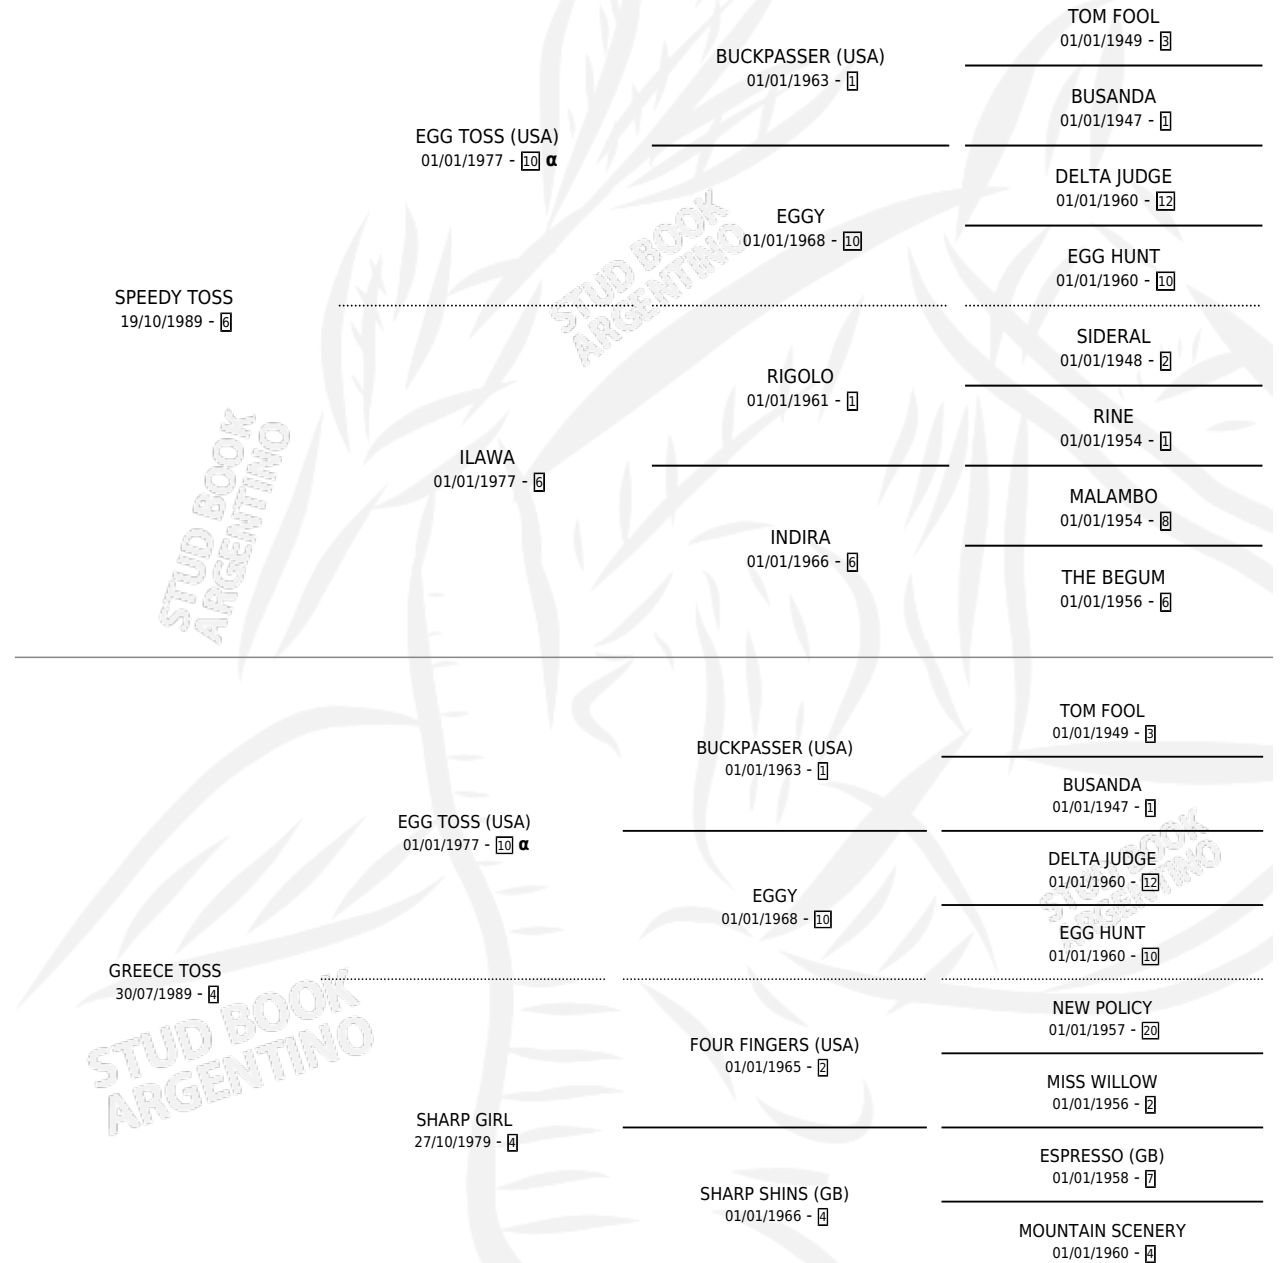 TOM FOOL
01/01/1949 - 3
BUCKPASSER (USA)
01/01/1963 - 1
BUSANDA
01/01/1947 - 1
EGG TOSS (USA)
01/01/1977 - 10 α
DELTA JUDGE
01/01/1960 - 12
EGGY
01/01/1968 - 10
EGG HUNT
01/01/1960 - 10
STUD BOOK
ARGENTINO
SPEEDY TOSS
19/10/1989 - 6
SIDERAL
01/01/1948 - 2
RIGOLO
01/01/1961 - 1
RINE
01/01/1954 - 1
ILAWA
01/01/1977 - 6
MALAMBO
01/01/1954 - 8
INDIRA
01/01/1966 - 6
THE BEGUM
01/01/1956 - 6
STUD BOOK
ARGENTINO
TOM FOOL
01/01/1949 - 3
BUCKPASSER (USA)
01/01/1963 - 1
BUSANDA
01/01/1947 - 1
EGG TOSS (USA)
01/01/1977 - 10 α
DELTA JUDGE
01/01/1960 - 12
STUD BOOK
ARGENTINO
EGGY
01/01/1968 - 10
EGG HUNT
01/01/1960 - 10
GREECE TOSS
30/07/1989 - 4
NEW POLICY
01/01/1957 - 20
STUD BOOK
ARGENTINO
FOUR FINGERS (USA)
01/01/1965 - 2
MISS WILLOW
01/01/1956 - 2
SHARP GIRL
27/10/1979 - 4
ESPRESSO (GB)
01/01/1958 - 7
SHARP SHINS (GB)
01/01/1966 - 4
MOUNTAIN SCENERY
01/01/1960 - 4